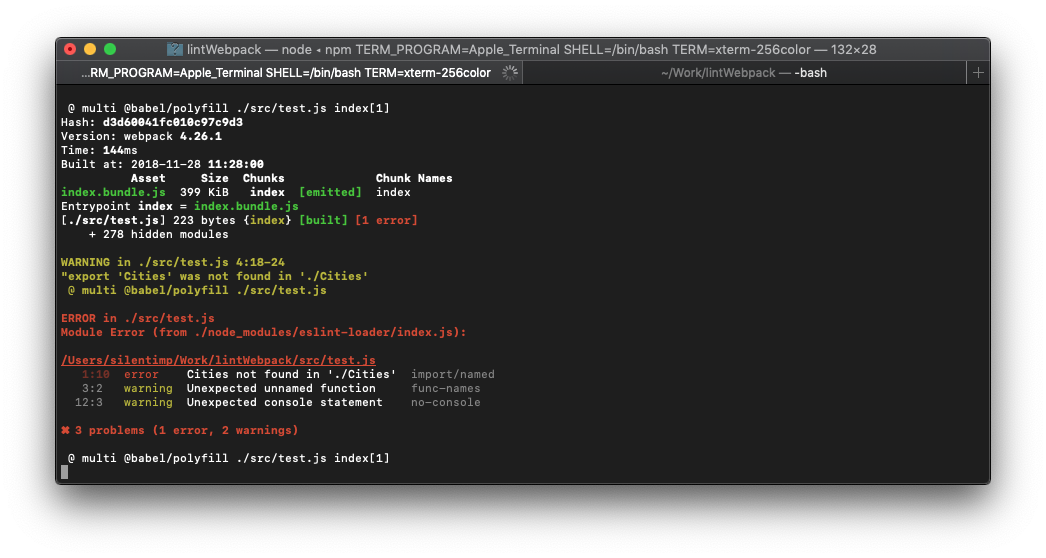 lintWebpack — node ◂ npm TERM_PROGRAM=Apple_Terminal SHELL=/bin/bash TERM=xterm-256color — 132×28
...RM_PROGRAM=Apple_Terminal SHELL=/bin/bash TERM=xterm-256color
~/Work/lintWebpack — -bash
+
@ multi @babel/polyfill ./src/test.js index[1]
Hash: d3d60041fc010c97c9d3
Version: webpack 4.26.1
Time: 144ms
Built at: 2018-11-28 11:28:00
Asset Size Chunks Chunk Names
index.bundle.js 399 KiB index [emitted] index
Entrypoint index = index.bundle.js
[./src/test.js] 223 bytes {index} [built] [1 error]
+ 278 hidden modules
WARNING in ./src/test.js 4:18-24
"export 'Cities' was not found in './Cities'
@ multi @babel/polyfill ./src/test.js
ERROR in ./src/test.js
Module Error (from ./node_modules/eslint-loader/index.js):
/Users/silentimp/Work/lintWebpack/src/test.js
1:10 error Cities not found in './Cities' import/named
3:2 warning Unexpected unnamed function func-names
12:3 warning Unexpected console statement no-console
✖ 3 problems (1 error, 2 warnings)
@ multi @babel/polyfill ./src/test.js index[1]